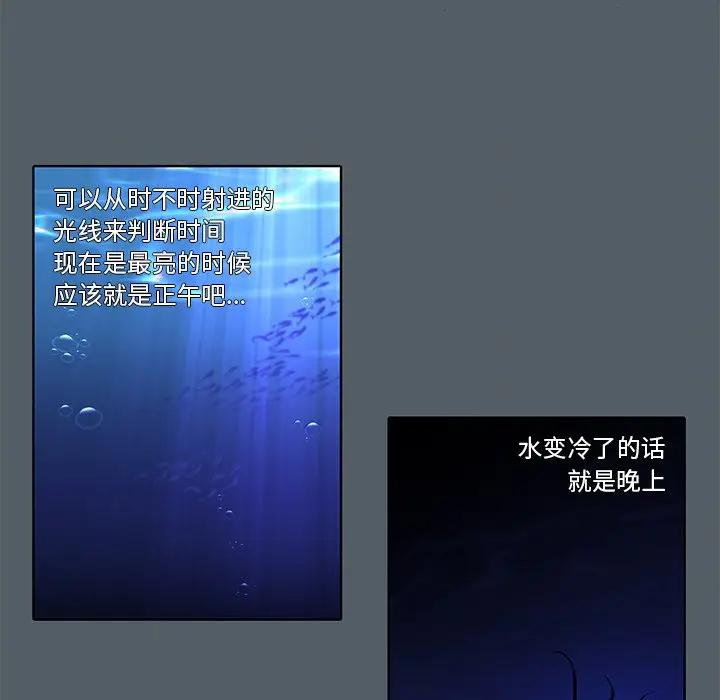 可以从时不时射进的
光线来判断时间
现在是最亮的时候
应该就是正午吧...
水变冷了的话
就是晚上